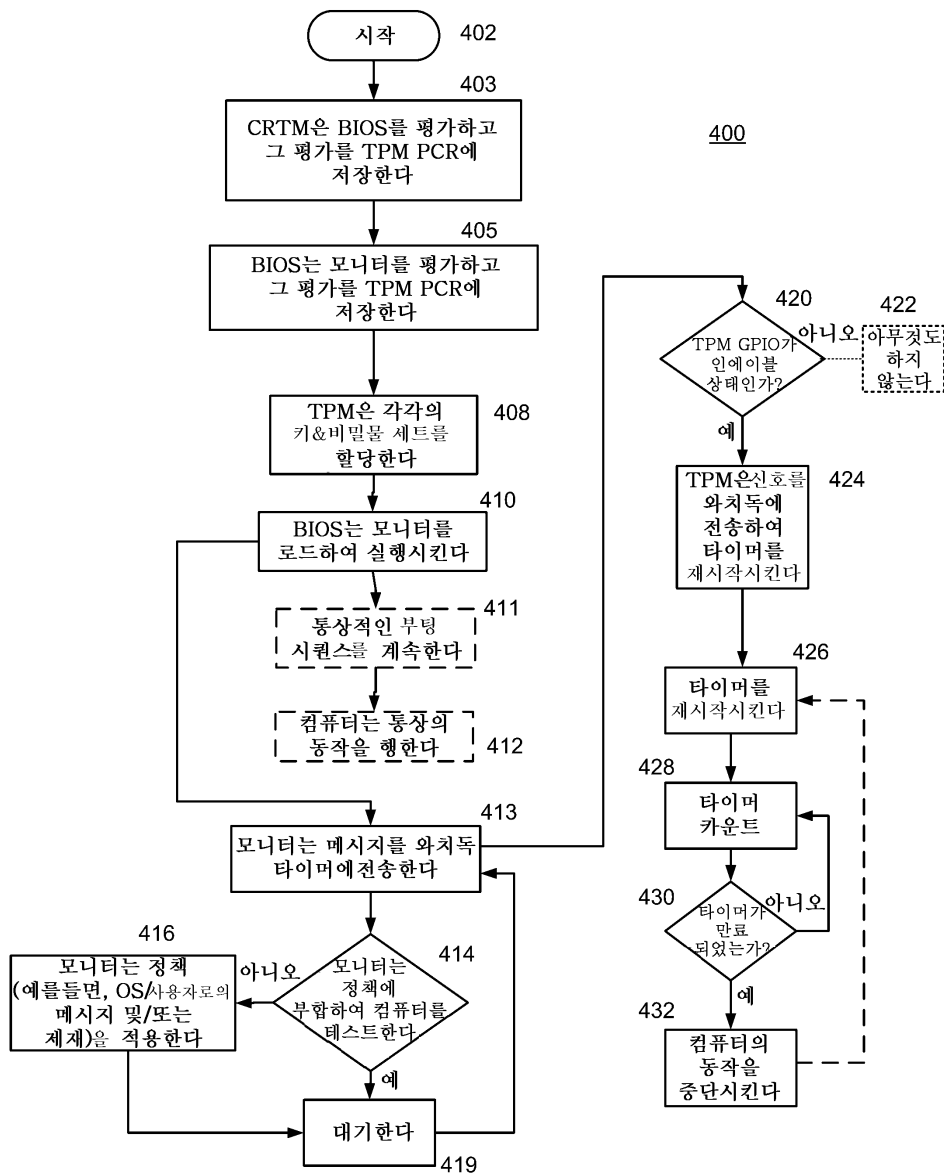 시작
402
403
CRTM은 BIOS를 평가하고
그 평가를 TPM PCR에
저장한다
400
405
BIOS는 모니터를 평가하고
그 평가를 TPM PCR에
저장한다
TPM은 각각의
키&비밀물 세트를
할당한다
408
410
BIOS는 모니터를
로드하여 실행시킨다
411
통상적인 부팅
시퀀스를 계속한다
컴퓨터는 통상의
동작을 행한다
412
413
모니터는 메시지를 와치독
타이머에전송한다
414
모니터는
정책에
부합하여 컴퓨터를
테스트한다
아니오
416
모니터는 정책
(예를들면, OS/사용자로의
메시지 및/또는
제재)을 적용한다
예
대기한다
419
420
TPM GPIO가
인에이블
상태인가?
아니오
422
아무것도
하지
않는다
예
424
TPM은신호를
와치독에
전송하여
타이머를
재시작시킨다
426
타이머를
재시작시킨다
428
타이머
카운트
430
타이머가
만료
되었는가?
아니오
예
432
컴퓨터의
동작을
중단시킨다